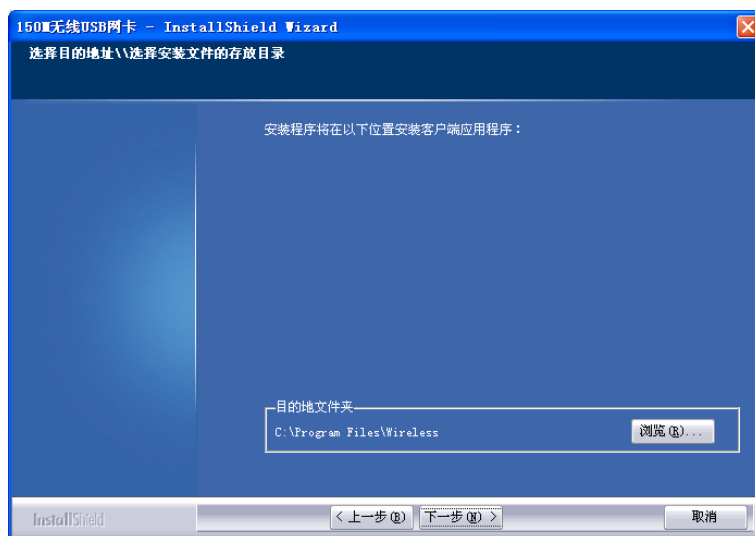 150M无线USB网卡 - InstallShield Wizard
选择目的地址\\选择安装文件的存放目录
安装程序将在以下位置安装客户端应用程序：
目的地文件夹
C:\Program Files\Wireless
浏览(R)...
InstallShield
< 上一步(B)
下一步(N) >
取消